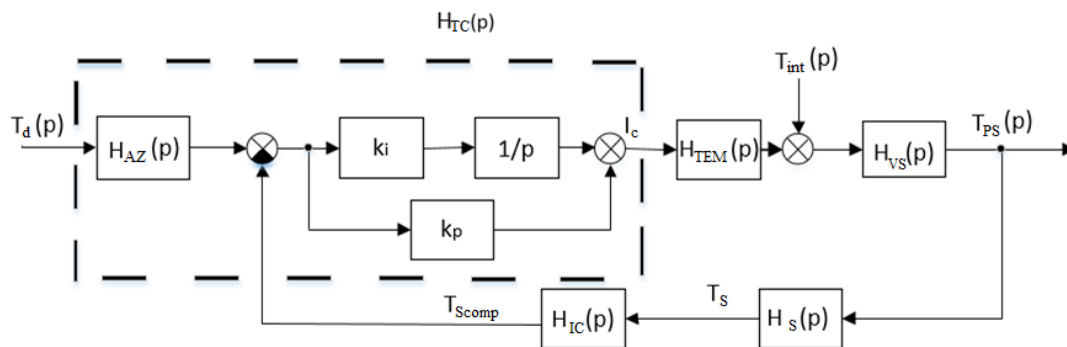 H_TC(p)
T_int(p)
T_d(p)
H_AZ(p)
k_i
1/p
I_c
H_TEM(p)
H_VS(p)
T_PS(p)
k_p
T_Scomp
H_IC(p)
T_S
H_S(p)